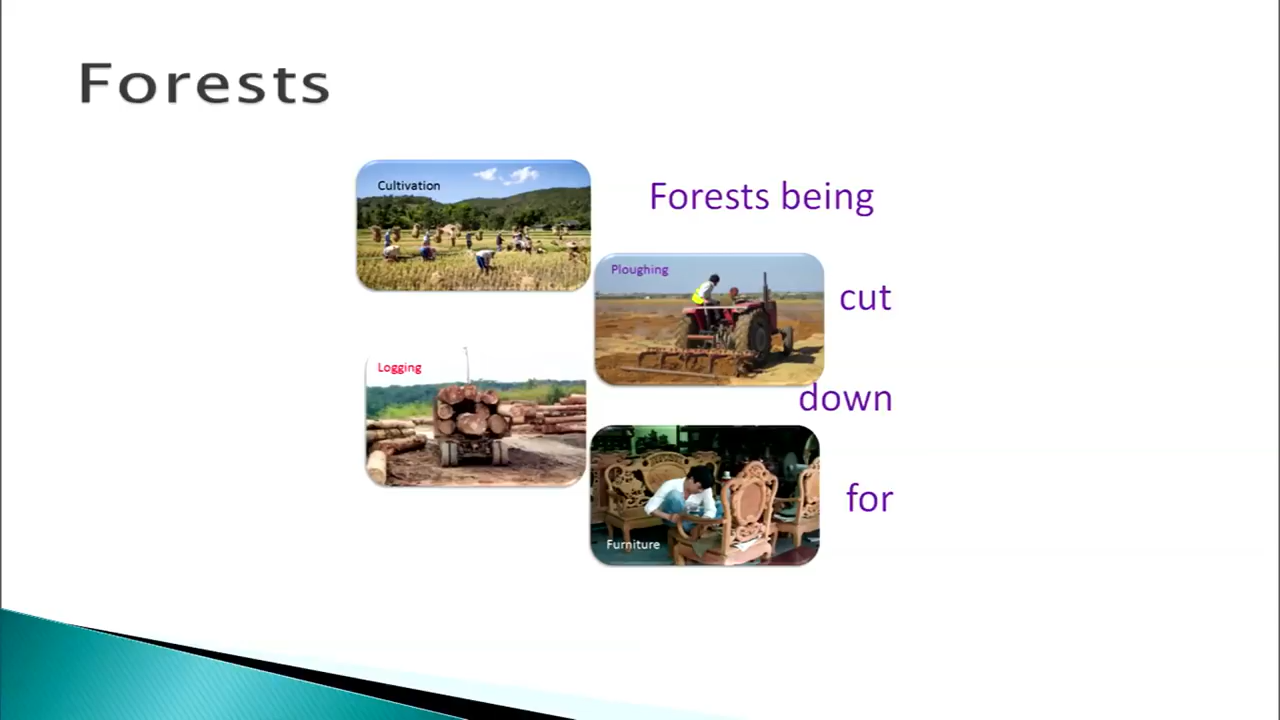 Forests
Cultivation
Forests being
Ploughing
cut
Logging
down
for
Furniture